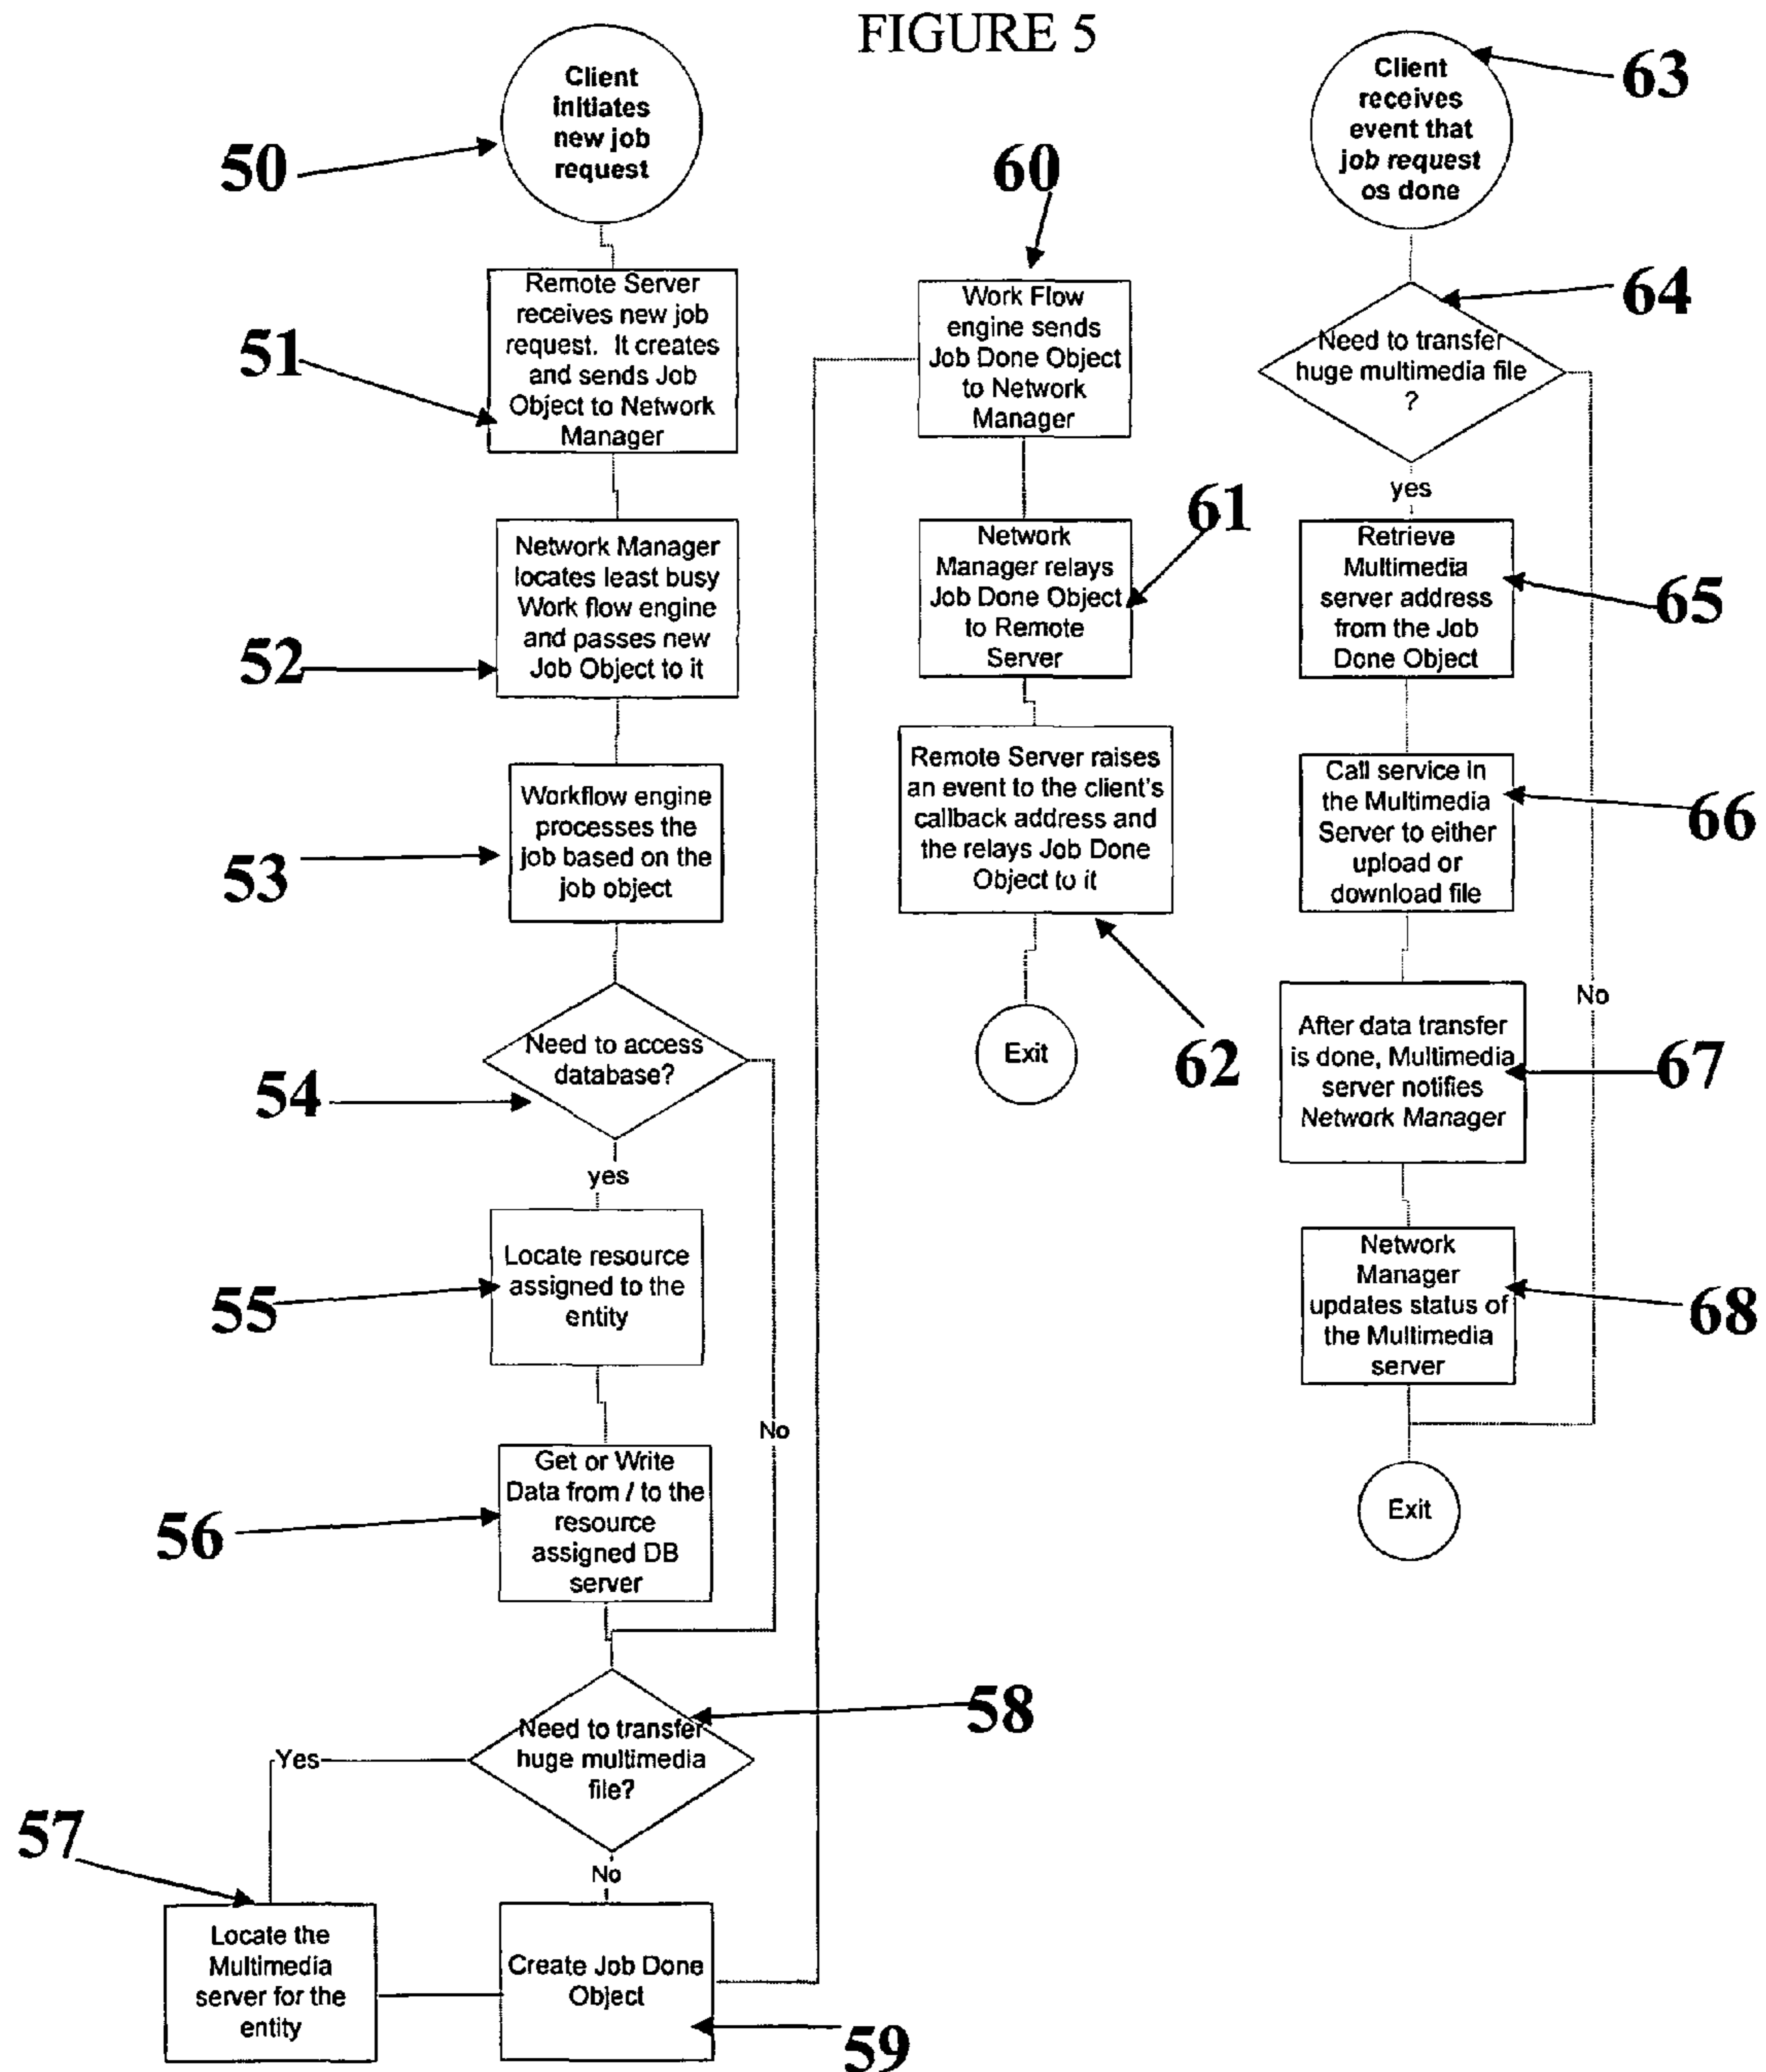 FIGURE 5
50
Client
initiates
new job
request
51
Remote Server
receives new job
request. It creates
and sends Job
Object to Network
Manager
52
Network Manager
locates least busy
Work flow engine
and passes new
Job Object to it
53
Workflow engine
processes the
job based on the
job object
54
Need to access
database?
yes
No
55
Locate resource
assigned to the
entity
56
Get or Write
Data from / to the
resource
assigned DB
server
58
Need to transfer
huge multimedia
file?
Yes
No
57
Locate the
Multimedia
server for the
entity
Create Job Done
Object
59
60
Work Flow
engine sends
Job Done Object
to Network
Manager
61
Network
Manager relays
Job Done Object
to Remote
Server
Remote Server raises
an event to the client's
callback address and
the relays Job Done
Object to it
62
Exit
63
Client
receives
event that
job request
os done
64
Need to transfer
huge multimedia file
?
yes
No
65
Retrieve
Multimedia
server address
from the Job
Done Object
66
Call service in
the Multimedia
Server to either
upload or
download file
67
After data transfer
is done, Multimedia
server notifies
Network Manager
68
Network
Manager
updates status of
the Multimedia
server
Exit